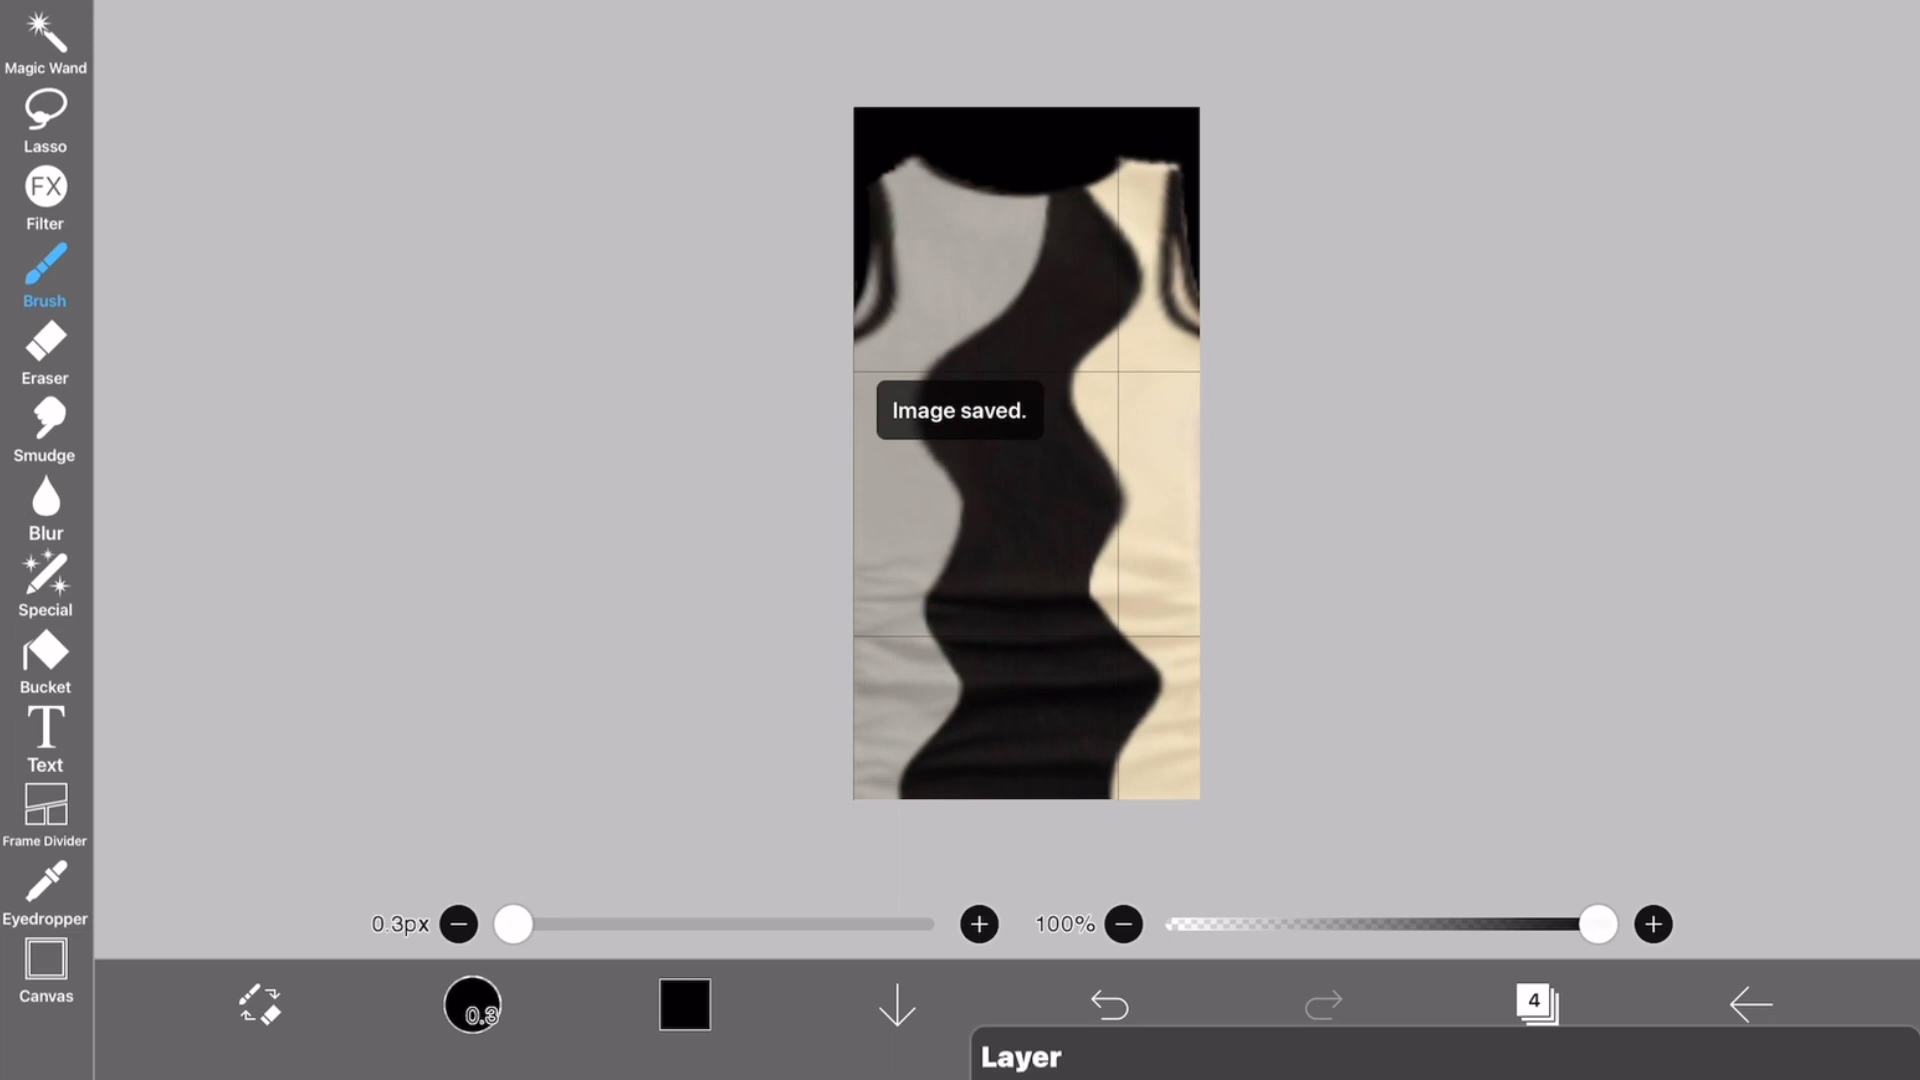 Magic Wand
Lasso
FX
Filter
Brush
Eraser
Smudge
Blur
Special
Bucket
T
Text
Frame Divider
Eyedropper
Canvas
Image saved.
0.3px
100%
0.3
4
Layer